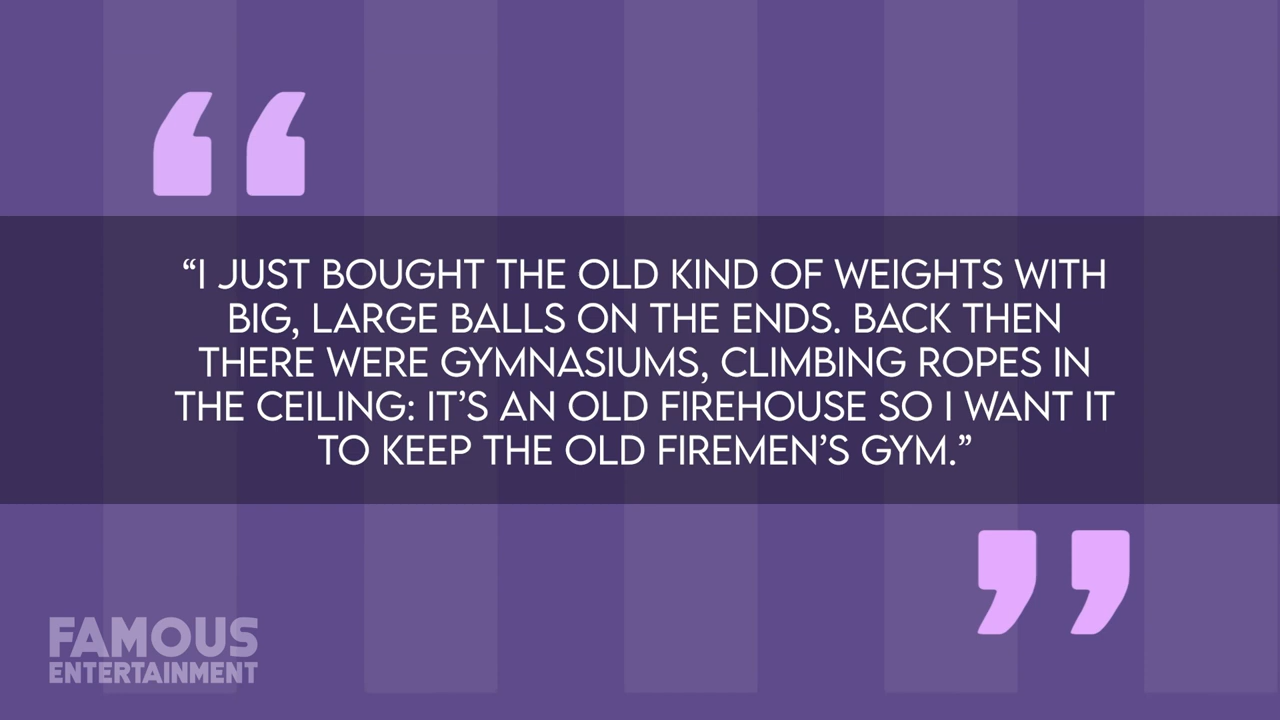 “I JUST BOUGHT THE OLD KIND OF WEIGHTS WITH
BIG, LARGE BALLS ON THE ENDS. BACK THEN
THERE WERE GYMNASIUMS, CLIMBING ROPES IN
THE CEILING: IT’S AN OLD FIREHOUSE SO I WANT IT
TO KEEP THE OLD FIREMEN’S GYM.”
FAMOUS
ENTERTAINMENT